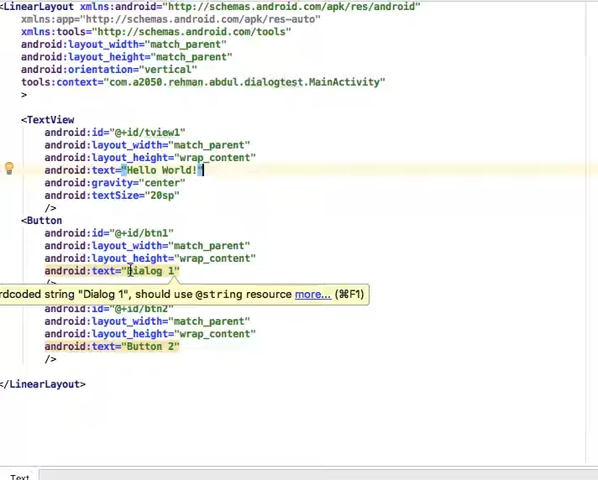 <LinearLayout xmlns:android="http://schemas.android.com/apk/res/android"
xmlns:app="http://schemas.android.com/apk/res-auto"
xmlns:tools="http://schemas.android.com/tools"
android:layout_width="match_parent"
android:layout_height="match_parent"
android:orientation="vertical"
tools:context="com.a2050.rehman.abdul.dialogtest.MainActivity"
>
<TextView
android:id="@+id/tview1"
android:layout_width="match_parent"
android:layout_height="wrap_content"
android:text="Hello World!"
android:gravity="center"
android:textSize="20sp"
/>
<Button
android:id="@+id/btn1"
android:layout_width="match_parent"
android:layout_height="wrap_content"
android:text="Dialog 1"
/>
rdcoded string "Dialog 1", should use @string resource more... (⌘F1)
android:id="@+id/btn2"
android:layout_width="match_parent"
android:layout_height="wrap_content"
android:text="Button 2"
/>
</LinearLayout>
Text